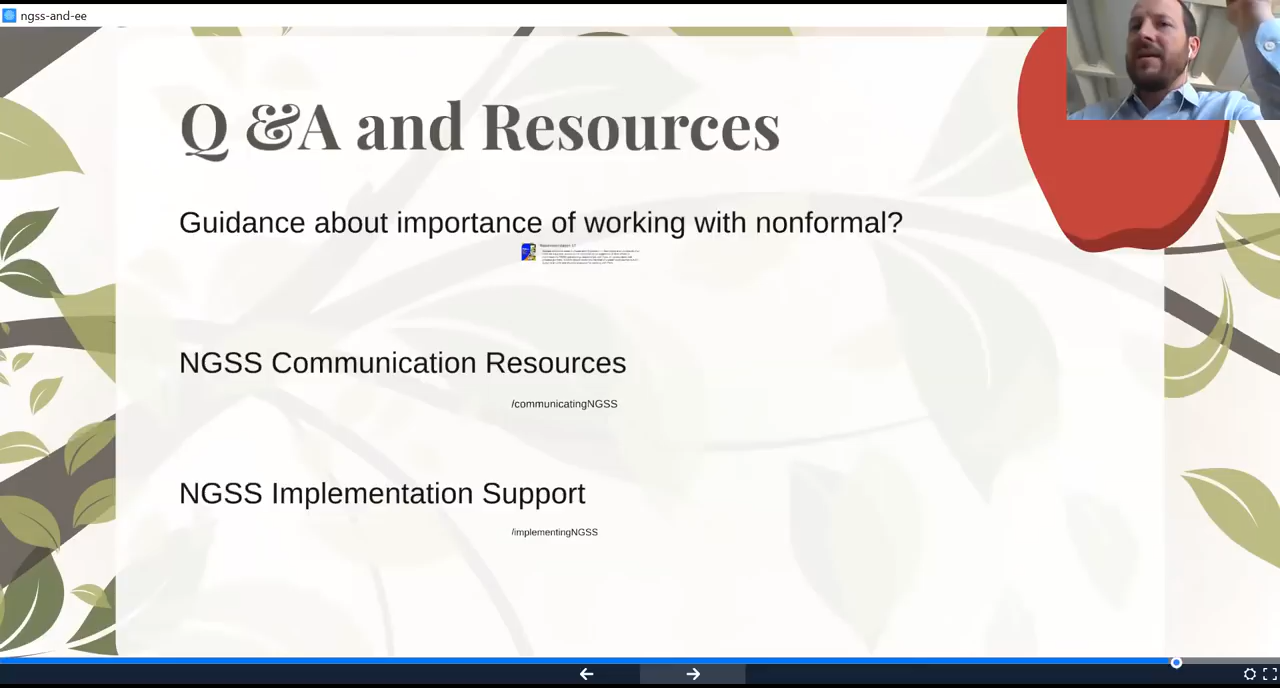 ngss-and-ee
Q & A and Resources
Guidance about importance of working with nonformal?
NGSS Communication Resources
/communicatingNGSS
NGSS Implementation Support
/implementingNGSS